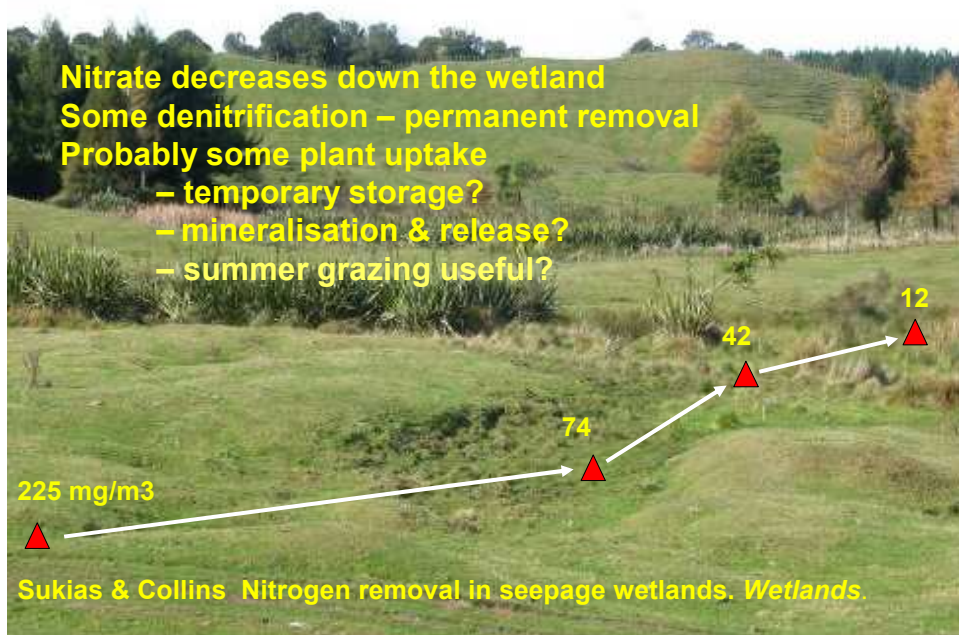 Nitrate decreases down the wetland
Some denitrification – permanent removal
Probably some plant uptake
– temporary storage?
– mineralisation & release?
– summer grazing useful?
12
42
74
225 mg/m3
Sukias & Collins Nitrogen removal in seepage wetlands. Wetlands.